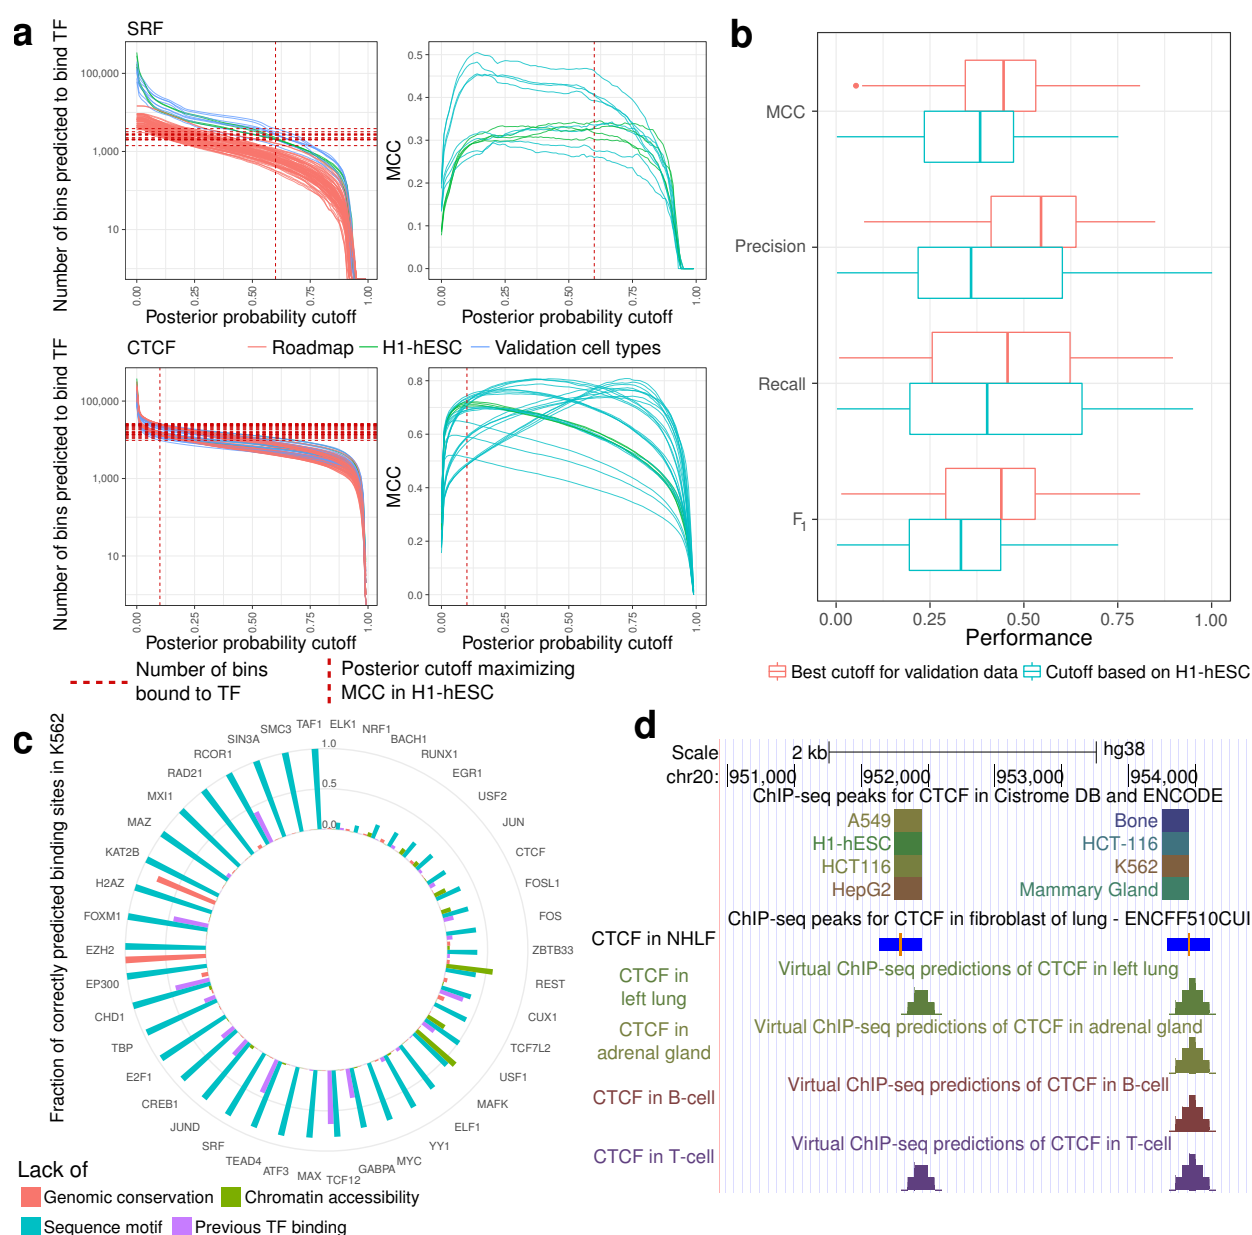 a
SRF
Number of bins predicted to bind TF
100,000
1,000
10
0.00
0.25
0.50
0.75
1.00
Posterior probability cutoff
MCC
0.5
0.4
0.3
0.2
0.1
0.0
0.00
0.25
0.50
0.75
1.00
Posterior probability cutoff
CTCF
Roadmap
H1-hESC
Validation cell types
Number of bins predicted to bind TF
100,000
1,000
10
0.00
0.25
0.50
0.75
1.00
Posterior probability cutoff
MCC
0.8
0.6
0.4
0.2
0.0
0.00
0.25
0.50
0.75
1.00
Posterior probability cutoff
Number of bins
bound to TF
Posterior cutoff maximizing
MCC in H1-hESC
b
MCC
Precision
Recall
F1
0.00
0.25
0.50
0.75
1.00
Performance
Best cutoff for validation data
Cutoff based on H1-hESC
c
Fraction of correctly predicted binding sites in K562
1.0
0.5
0.0
ELK1
NRF1
BACH1
RUNX1
EGR1
USF2
JUN
CTCF
FOSL1
FOS
ZBTB33
REST
CUX1
TCF7L2
USF1
MAFK
ELF1
YY1
MYC
GABPA
TCF12
MAX
ATF3
TEAD4
SRF
JUND
CREB1
E2F1
TBP
CHD1
EP300
EZH2
FOXM1
H2AZ
KAT2B
MAZ
MXI1
RAD21
RCOR1
SIN3A
SMC3
TAF1
Lack of
Genomic conservation
Chromatin accessibility
Sequence motif
Previous TF binding
d
Scale
2 kb
hg38
chr20:
951,000
952,000
953,000
954,000
ChIP-seq peaks for CTCF in Cistrome DB and ENCODE
A549
Bone
H1-hESC
HCT-116
HCT116
K562
HepG2
Mammary Gland
ChIP-seq peaks for CTCF in fibroblast of lung - ENCFF510CUI
CTCF in NHLF
Virtual ChIP-seq predictions of CTCF in left lung
CTCF in
left lung
Virtual ChIP-seq predictions of CTCF in adrenal gland
CTCF in
adrenal gland
Virtual ChIP-seq predictions of CTCF in B-cell
CTCF in B-cell
Virtual ChIP-seq predictions of CTCF in T-cell
CTCF in T-cell